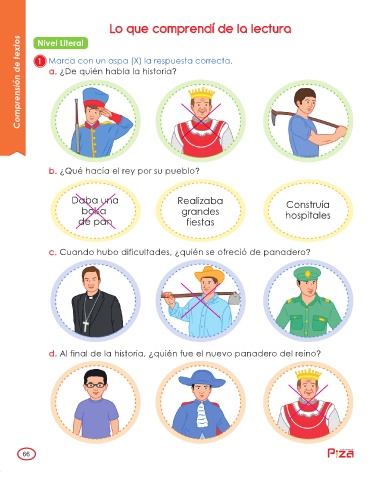 Lo que comprendí de la lectura
Comprensión de textos
Nivel Literal
1 Marca con un aspa (X) la respuesta correcta.
a. ¿De quién habla la historia?
b. ¿Qué hacía el rey por su pueblo?
Daba una
bolsa
de pan
Realizaba
grandes
fiestas
Construía
hospitales
c. Cuando hubo dificultades, ¿quién se ofreció de panadero?
d. Al final de la historia, ¿quién fue el nuevo panadero del reino?
66